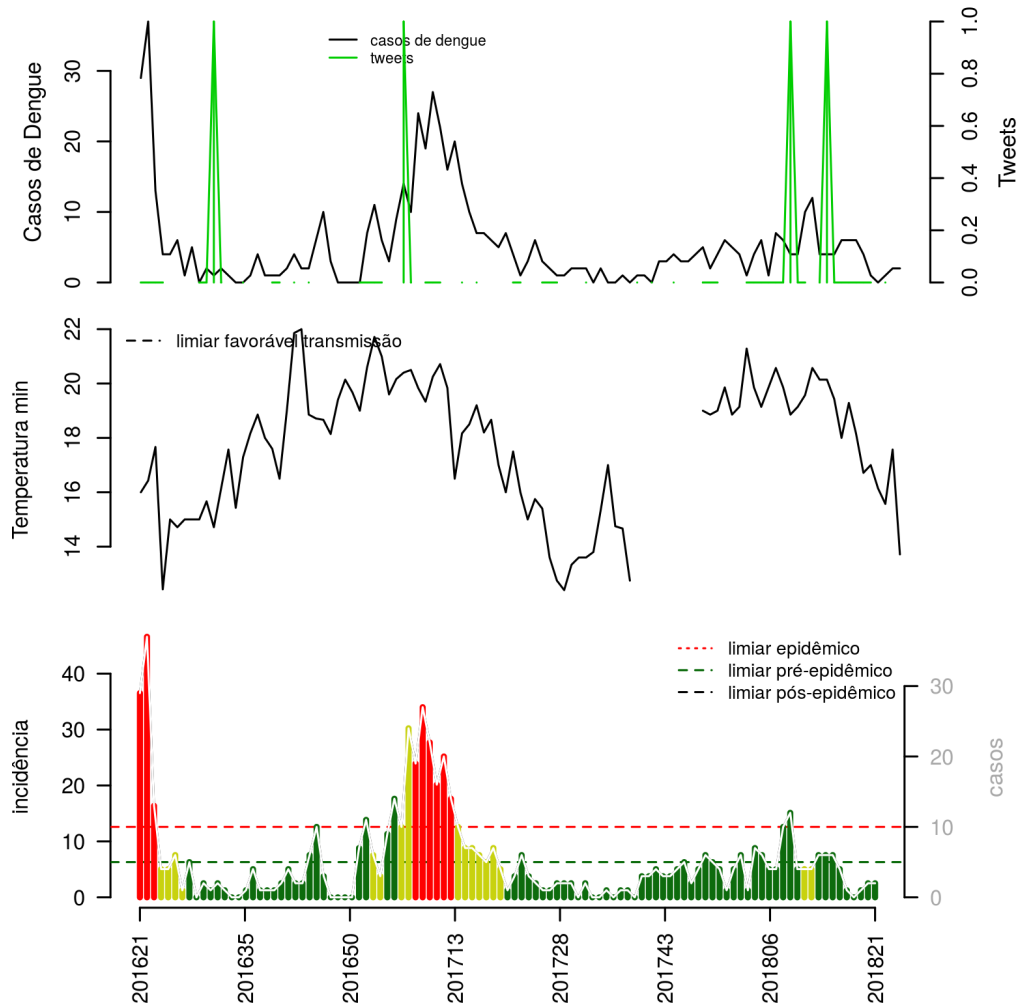 casos de dengue
tweets
Casos de Dengue
0
10
20
30
0.0
0.2
0.4
0.6
0.8
1.0
Tweets
limiar favorável transmissão
Temperatura min
14
16
18
20
22
limiar epidêmico
limiar pré-epidêmico
limiar pós-epidêmico
incidência
0
10
20
30
40
0
10
20
30
casos
201621
201635
201650
201713
201728
201743
201806
201821